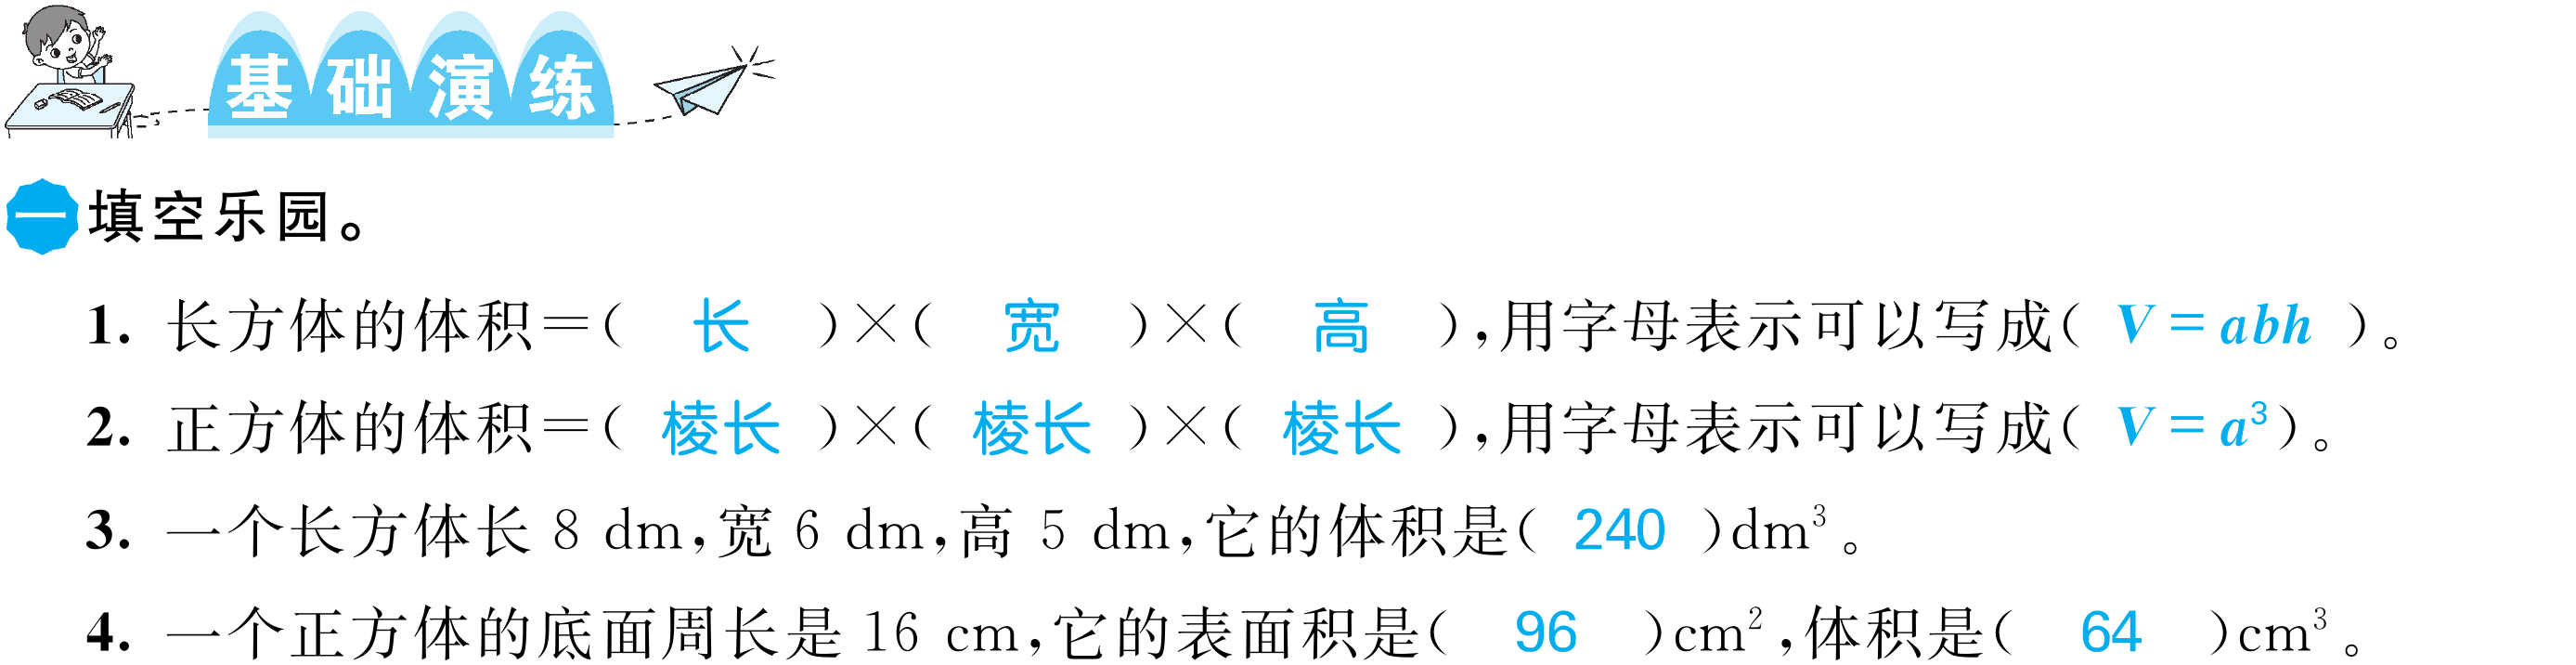 基础演练
一 填空乐园。
1. 长方体的体积=( 长 )×( 宽 )×( 高 ),用字母表示可以写成( V=abh )。
2. 正方体的体积=( 棱长 )×( 棱长 )×( 棱长 ),用字母表示可以写成( V=a³ )。
3. 一个长方体长 8 dm,宽 6 dm,高 5 dm,它的体积是( 240 )dm³。
4. 一个正方体的底面周长是 16 cm,它的表面积是( 96 )cm²,体积是( 64 )cm³。